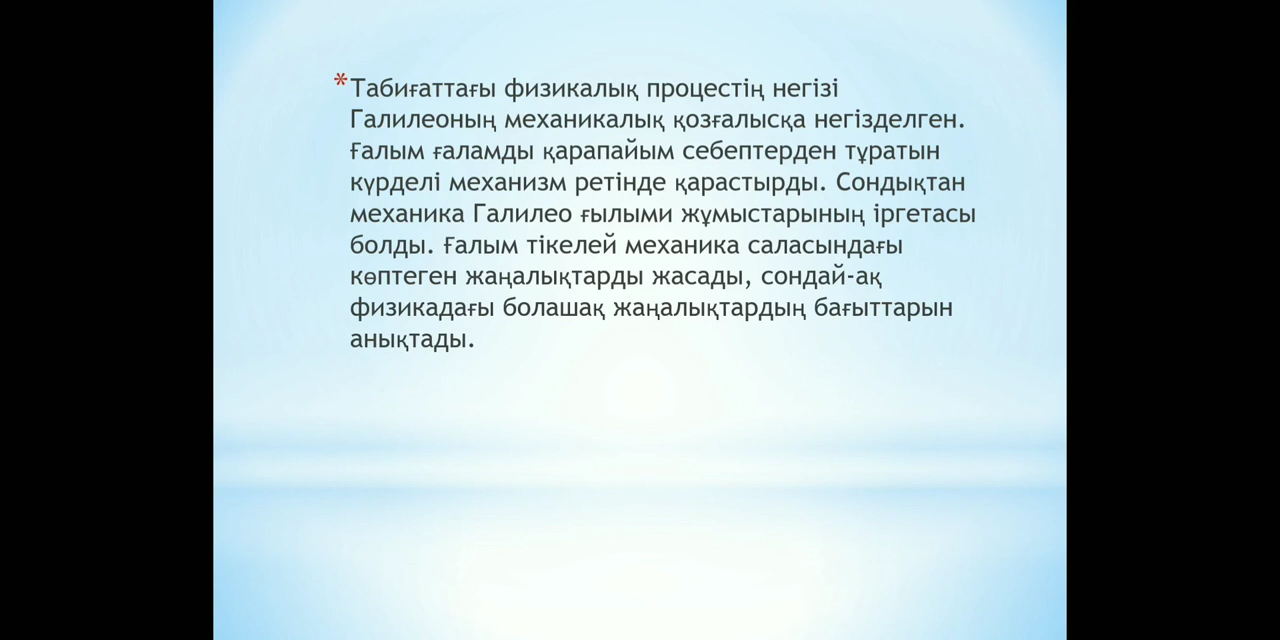 *Табиғаттағы физикалық процестің негізі
Галилеоның механикалық қозғалысқа негізделген.
Ғалым ғаламды қарапайым себептерден тұратын
күрделі механизм ретінде қарастырды. Сондықтан
механика Галилео ғылыми жұмыстарының іргетасы
болды. Ғалым тікелей механика саласындағы
көптеген жаңалықтарды жасады, сондай-ақ
физикадағы болашақ жаңалықтардың бағыттарын
анықтады.